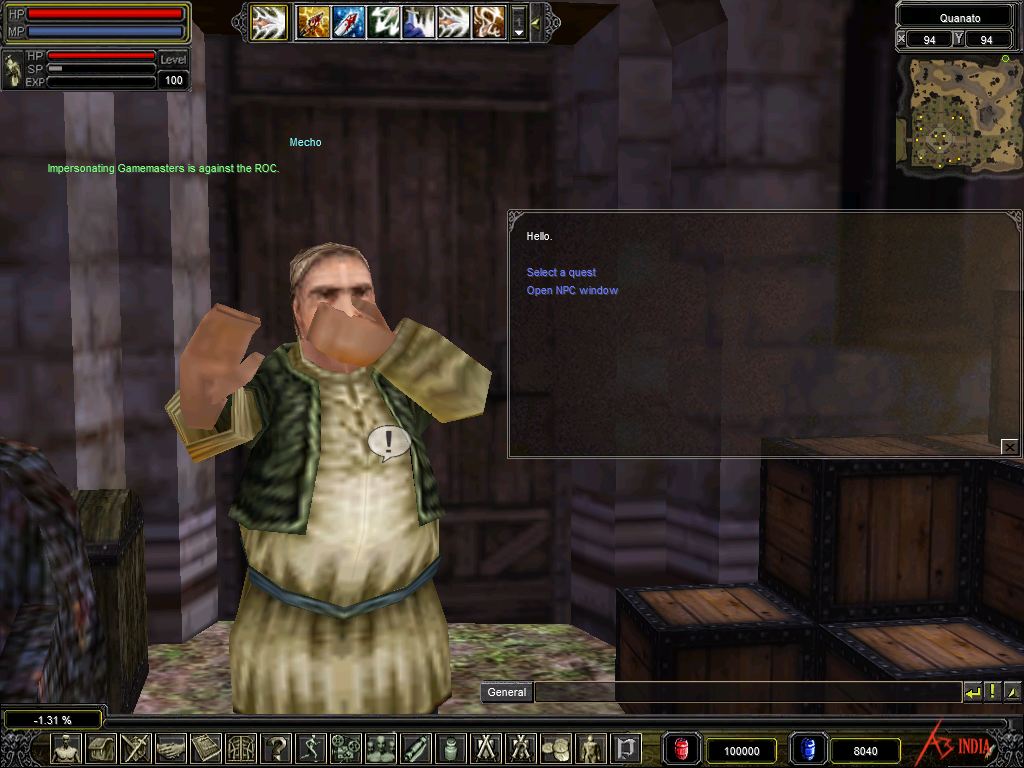 HP
MP
HP
SP
EXP
Level
100
Quanato
X 94 Y 94
Mecho
Impersonating Gamemasters is against the ROC.
Hello.
Select a quest
Open NPC window
!
General
!
-1.31 %
100000
8040
A3 INDIA